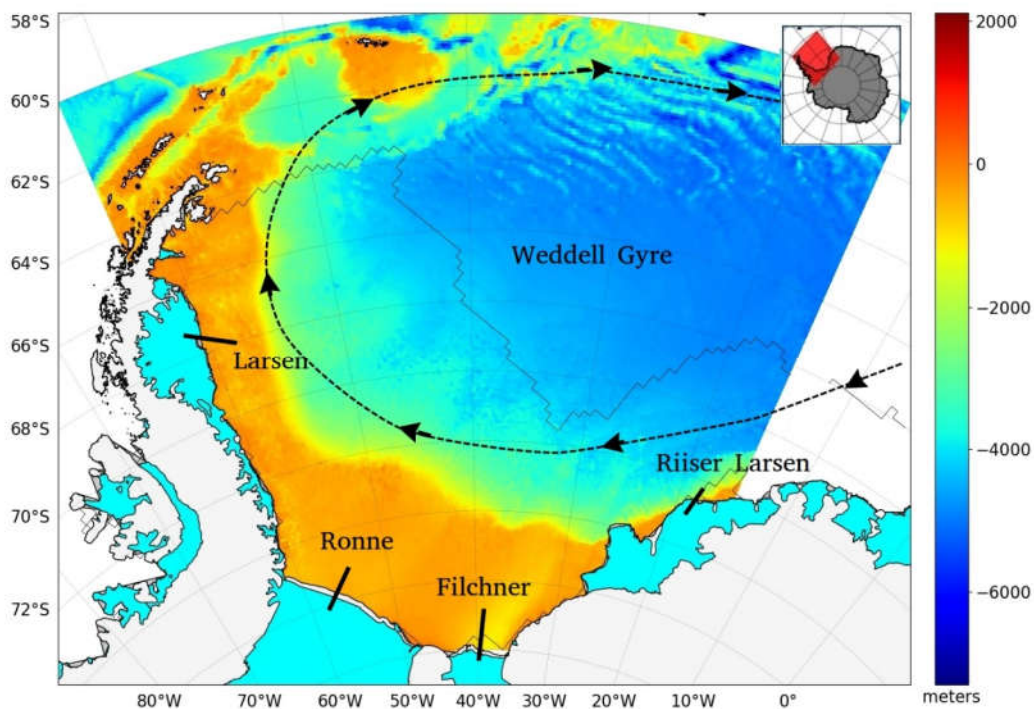 58°S
60°S
62°S
64°S
66°S
68°S
70°S
72°S
Weddell Gyre
Larsen
Riiser Larsen
Ronne
Filchner
80°W
70°W
60°W
50°W
40°W
30°W
20°W
10°W
0°
2000
0
−2000
−4000
−6000
meters